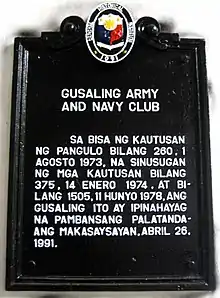 1931
GUSALING ARMY
AND NAVY CLUB
SA BISA NG KAUTUSAN
NG PANGULO BILANG 260, 1
AGOSTO 1973, NA SINUSUGAN
NG MGA KAUTUSAN BILANG
375, 14 ENERO 1974, AT BI-
LANG 1505, 11 HUNYO 1978, ANG
GUSALING ITO AY IPINAHAYAG
NA PAMBANSANG PALATANDA-
ANG MAKASAYSAYAN, ABRIL 26,
1991.